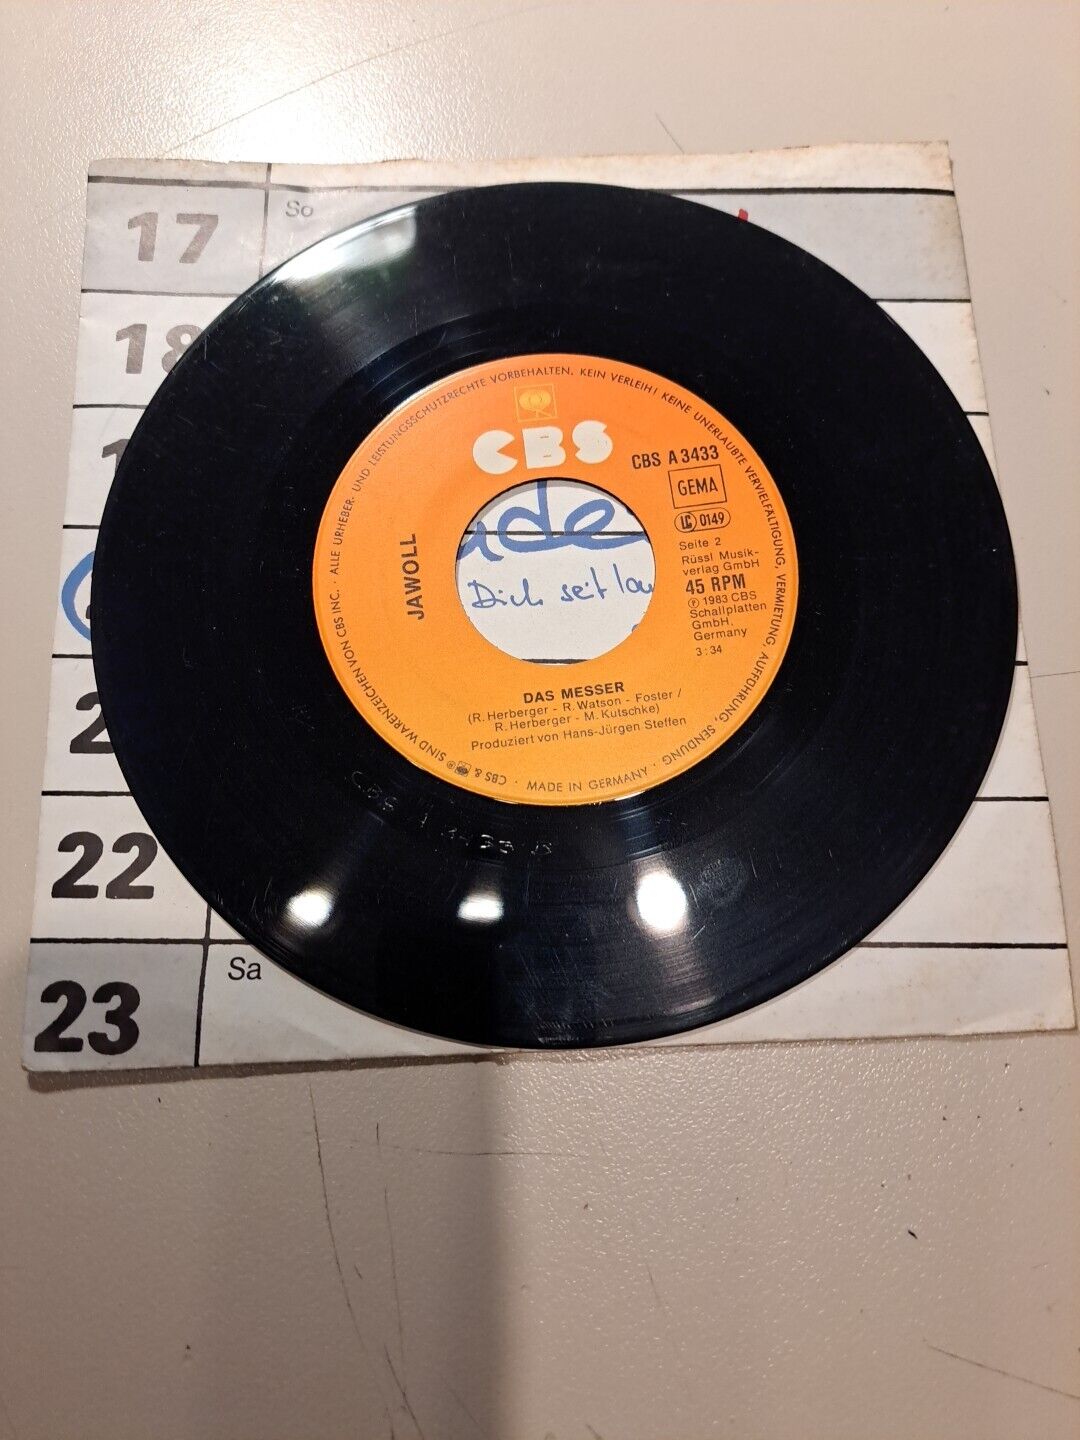 17
So
18
22
23
Sa
ALLE URHEBER- UND LEISTUNGSSCHUTZRECHTE VORBEHALTEN. KEIN VERLEIH! KEINE UNERLAUBTE VERVIELFÄLTIGUNG, VERMIETUNG, AUFFÜHRUNG, SENDUNG ·
CBS
CBS A 3433
GEMA
LC 0149
Seite 2
Rüssl Musik-
verlag GmbH
45 RPM
℗ 1983 CBS
Schallplatten
GmbH,
Germany
3:34
JAWOLL
Dich seit
DAS MESSER
(R. Herberger - R. Watson - Foster /
R. Herberger - M. Kutschke)
Produziert von Hans-Jürgen Steffen
CBS & ® SIND WARENZEICHEN VON CBS INC. ·
MADE IN GERMANY ·